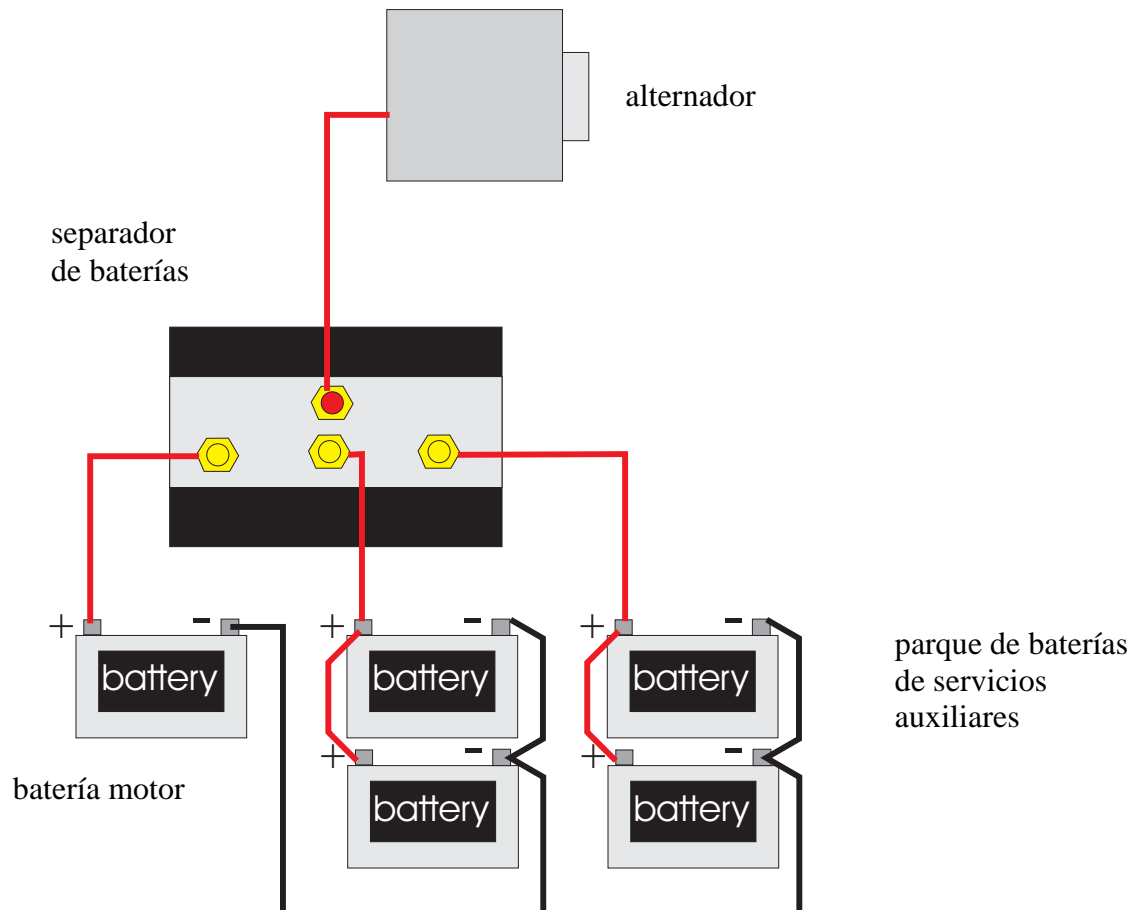 alternador
separador
de baterías
+ - + - + -
battery battery battery
parque de baterías
de servicios
auxiliares
+ - + -
batería motor
battery battery